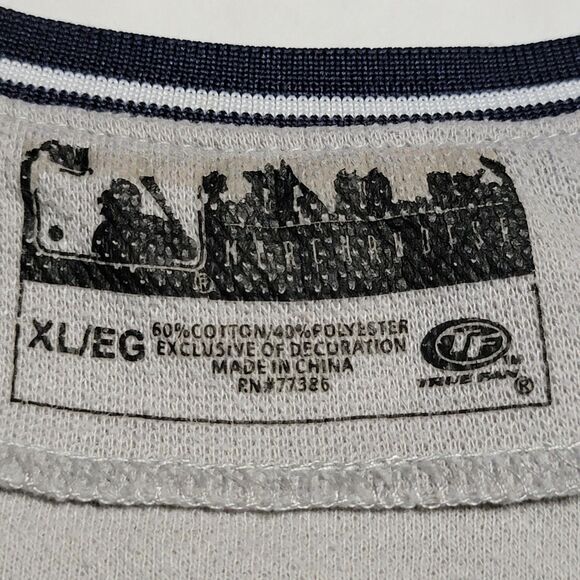 MERCHANDISE
®
XL/EG
60%COTTON/40%POLYESTER
EXCLUSIVE OF DECORATION
MADE IN CHINA
RN#77386
TF
TRUE FAN®